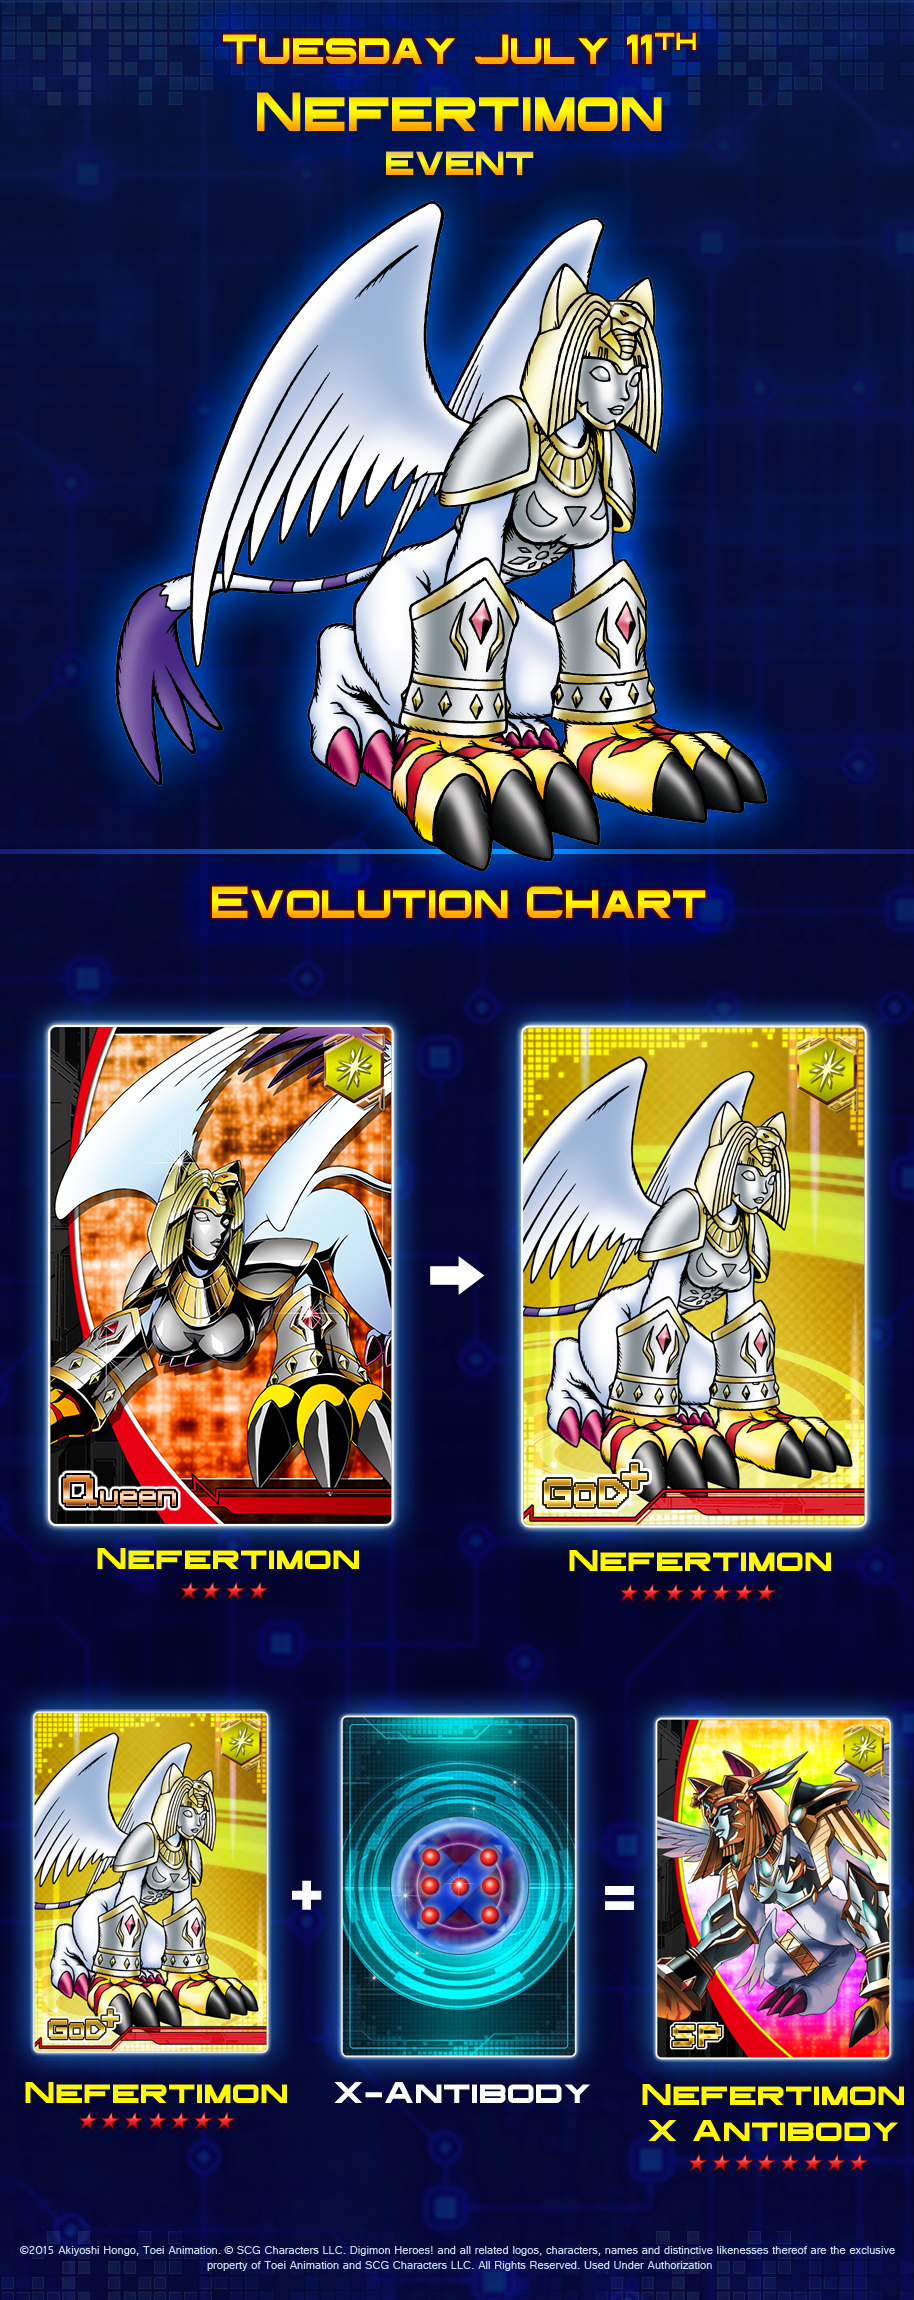 Tuesday July 11th
Nefertimon
Event
Evolution Chart
Queen
GoD+
Nefertimon
Nefertimon
GoD+
SP
Nefertimon
X-Antibody
Nefertimon
X Antibody
©2015 Akiyoshi Hongo, Toei Animation. © SCG Characters LLC. Digimon Heroes! and all related logos, characters, names and distinctive likenesses thereof are the exclusive
property of Toei Animation and SCG Characters LLC. All Rights Reserved. Used Under Authorization